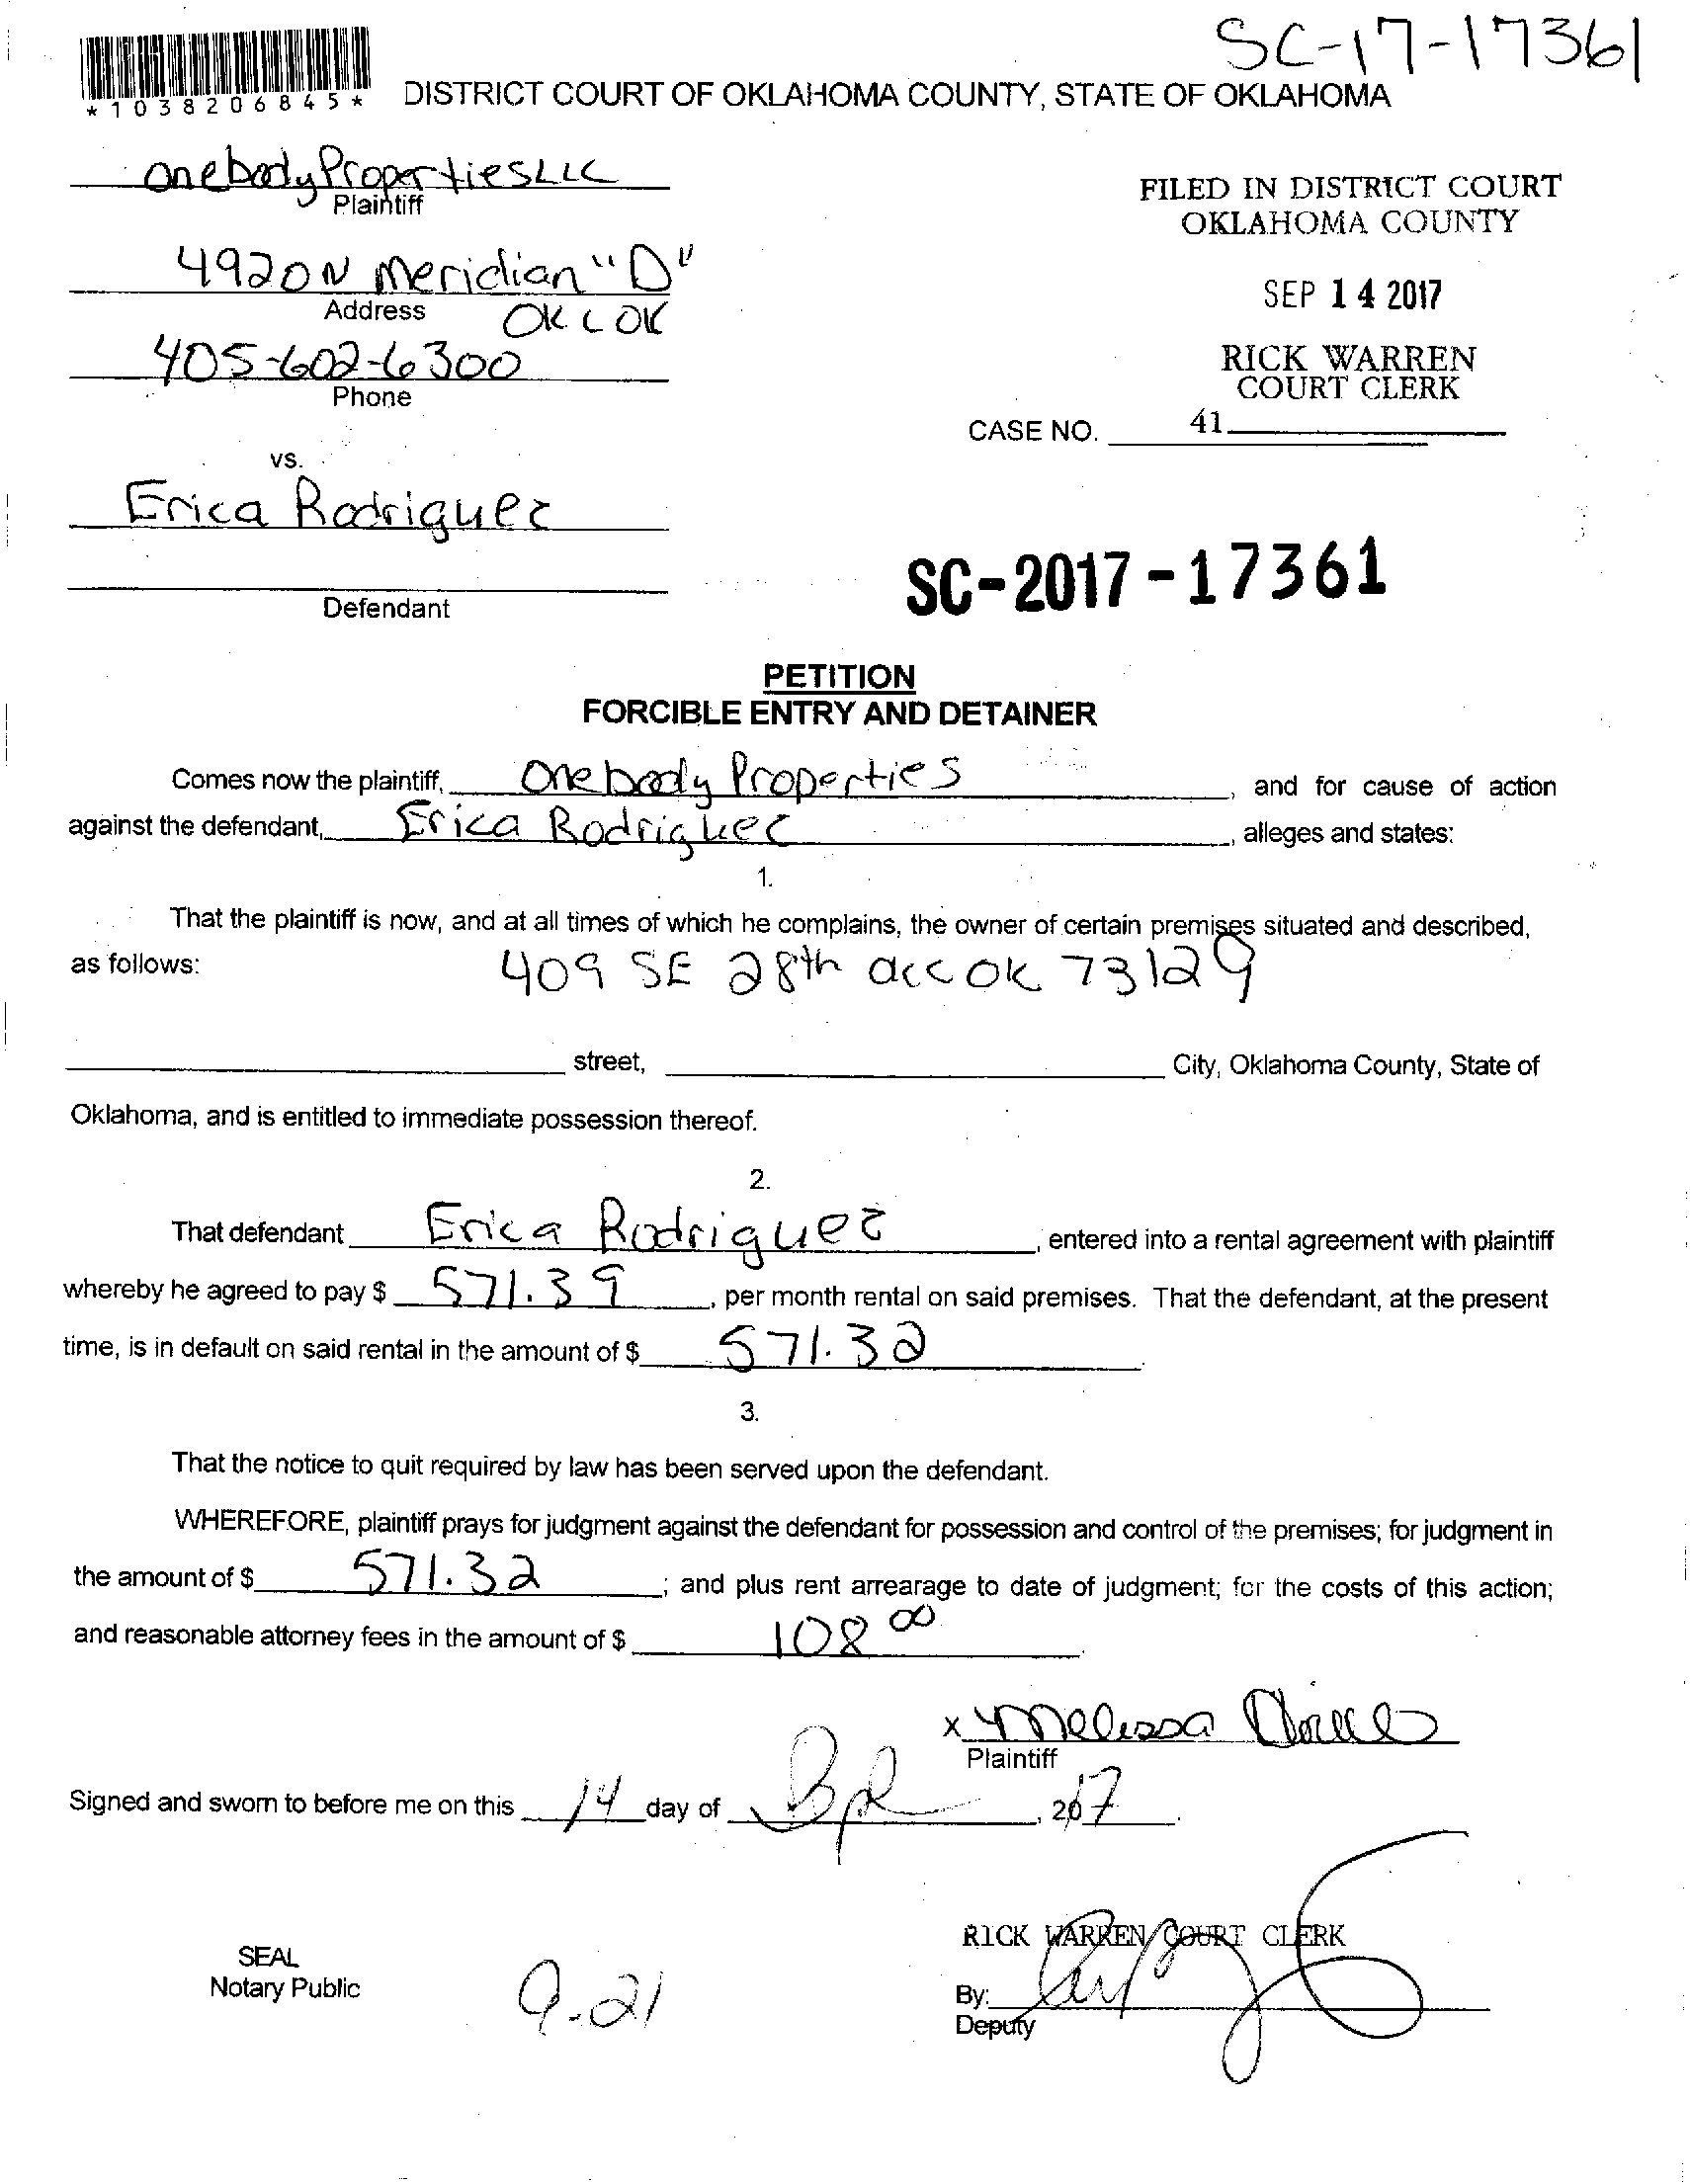 SC-17-17361
*1038206845*
DISTRICT COURT OF OKLAHOMA COUNTY, STATE OF OKLAHOMA
onebody Properties LLC
Plaintiff
FILED IN DISTRICT COURT
OKLAHOMA COUNTY
4920 N Meridian "D"
Address
OKC OK
SEP 14 2017
405-602-6300
Phone
RICK WARREN
COURT CLERK
CASE NO. 41
vs.
Erica Rodriguez
Defendant
SC-2017-17361
PETITION
FORCIBLE ENTRY AND DETAINER
Comes now the plaintiff, Onebody Properties, and for cause of action
against the defendant, Erica Rodriguez, alleges and states:
1.
That the plaintiff is now, and at all times of which he complains, the owner of certain premises situated and described,
as follows: 409 SE 28th OCC OK 73129
street, City, Oklahoma County, State of
Oklahoma, and is entitled to immediate possession thereof.
2.
That defendant Erica Rodriguez, entered into a rental agreement with plaintiff
whereby he agreed to pay $ 571.39, per month rental on said premises. That the defendant, at the present
time, is in default on said rental in the amount of $ 571.32.
3.
That the notice to quit required by law has been served upon the defendant.
WHEREFORE, plaintiff prays for judgment against the defendant for possession and control of the premises; for judgment in
the amount of $ 571.32; and plus rent arrearage to date of judgment; for the costs of this action;
and reasonable attorney fees in the amount of $ 108 00.
x Melissa
Plaintiff
Signed and sworn to before me on this 14 day of , 2017.
RICK WARREN COURT CLERK
SEAL
Notary Public
9-21
By:
Deputy